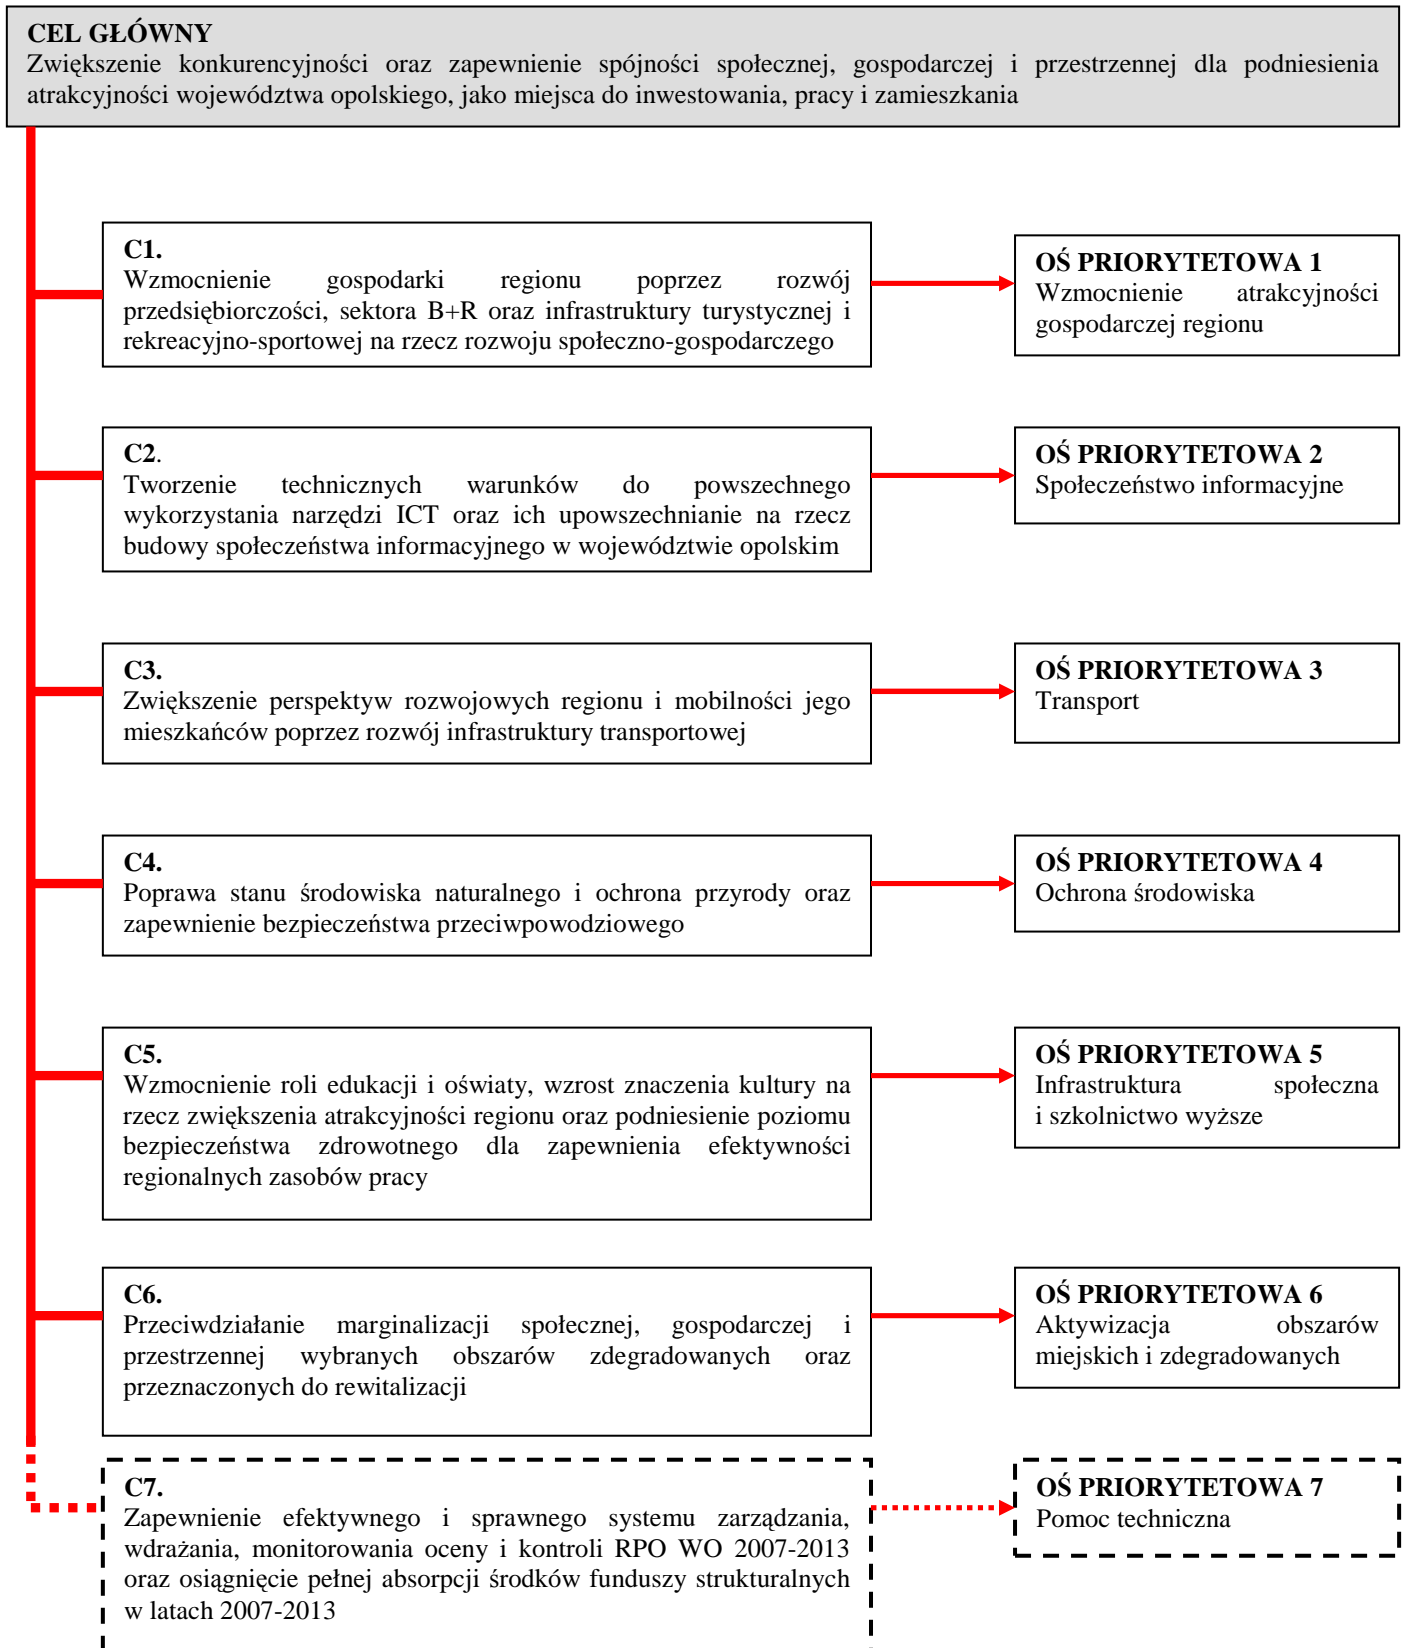 CEL GŁÓWNY
Zwiększenie konkurencyjności oraz zapewnienie spójności społecznej, gospodarczej i przestrzennej dla podniesienia
atrakcyjności województwa opolskiego, jako miejsca do inwestowania, pracy i zamieszkania
C1.
Wzmocnienie gospodarki regionu poprzez rozwój
przedsiębiorczości, sektora B+R oraz infrastruktury turystycznej i
rekreacyjno-sportowej na rzecz rozwoju społeczno-gospodarczego
OŚ PRIORYTETOWA 1
Wzmocnienie atrakcyjności
gospodarczej regionu
C2.
Tworzenie technicznych warunków do powszechnego
wykorzystania narzędzi ICT oraz ich upowszechnianie na rzecz
budowy społeczeństwa informacyjnego w województwie opolskim
OŚ PRIORYTETOWA 2
Społeczeństwo informacyjne
C3.
Zwiększenie perspektyw rozwojowych regionu i mobilności jego
mieszkańców poprzez rozwój infrastruktury transportowej
OŚ PRIORYTETOWA 3
Transport
C4.
Poprawa stanu środowiska naturalnego i ochrona przyrody oraz
zapewnienie bezpieczeństwa przeciwpowodziowego
OŚ PRIORYTETOWA 4
Ochrona środowiska
C5.
Wzmocnienie roli edukacji i oświaty, wzrost znaczenia kultury na
rzecz zwiększenia atrakcyjności regionu oraz podniesienie poziomu
bezpieczeństwa zdrowotnego dla zapewnienia efektywności
regionalnych zasobów pracy
OŚ PRIORYTETOWA 5
Infrastruktura społeczna
i szkolnictwo wyższe
C6.
Przeciwdziałanie marginalizacji społecznej, gospodarczej i
przestrzennej wybranych obszarów zdegradowanych oraz
przeznaczonych do rewitalizacji
OŚ PRIORYTETOWA 6
Aktywizacja obszarów
miejskich i zdegradowanych
C7.
Zapewnienie efektywnego i sprawnego systemu zarządzania,
wdrażania, monitorowania oceny i kontroli RPO WO 2007-2013
oraz osiągnięcie pełnej absorpcji środków funduszy strukturalnych
w latach 2007-2013
OŚ PRIORYTETOWA 7
Pomoc techniczna